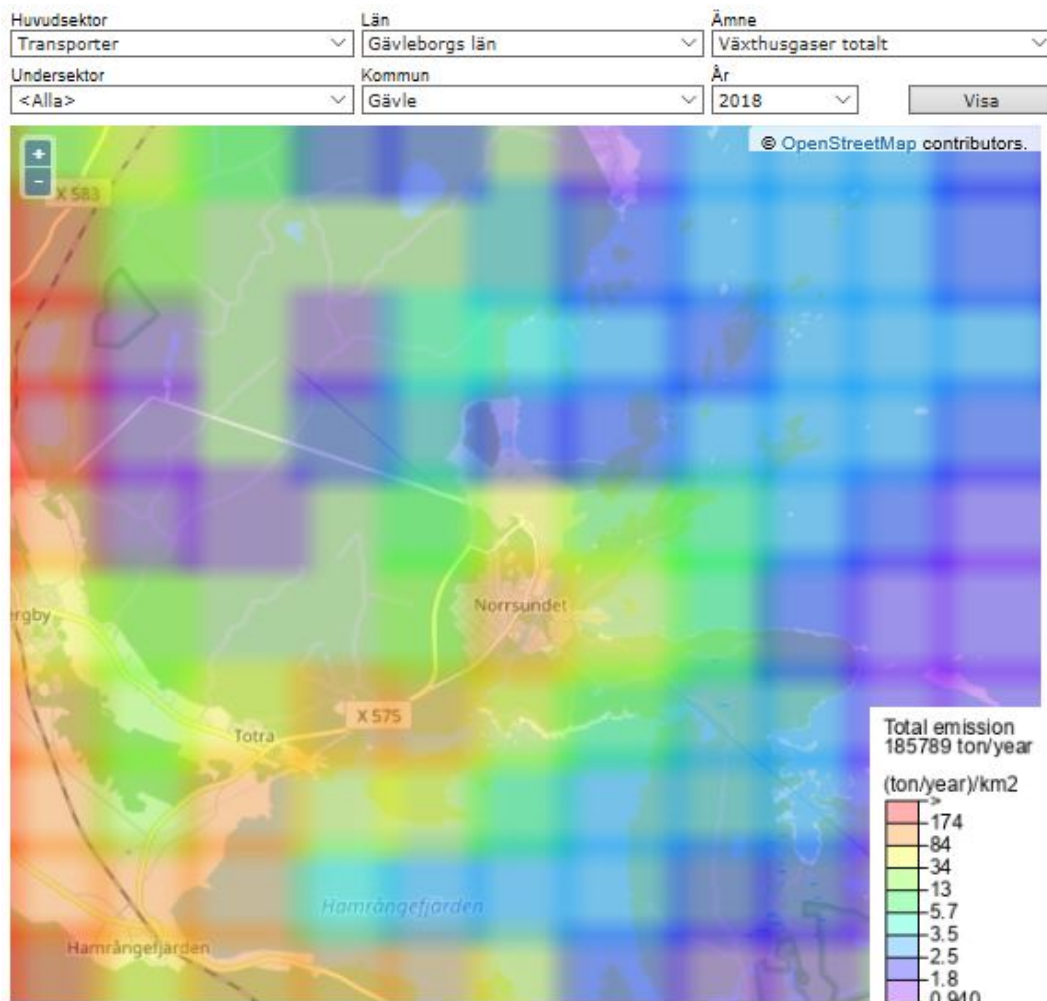 Huvudsektor
Län
Ämne
Transporter
Gävleborgs län
Växthusgaser totalt
Undersektor
Kommun
År
<Alla>
Gävle
2018
Visa
+
© OpenStreetMap contributors.
−
X 583
Norrsundet
X 575
Totra
Hamrångefjärden
Hamrångefjärden
Total emission
185789 ton/year
(ton/year)/km2
>
174
84
34
13
5.7
3.5
2.5
1.8
0.940